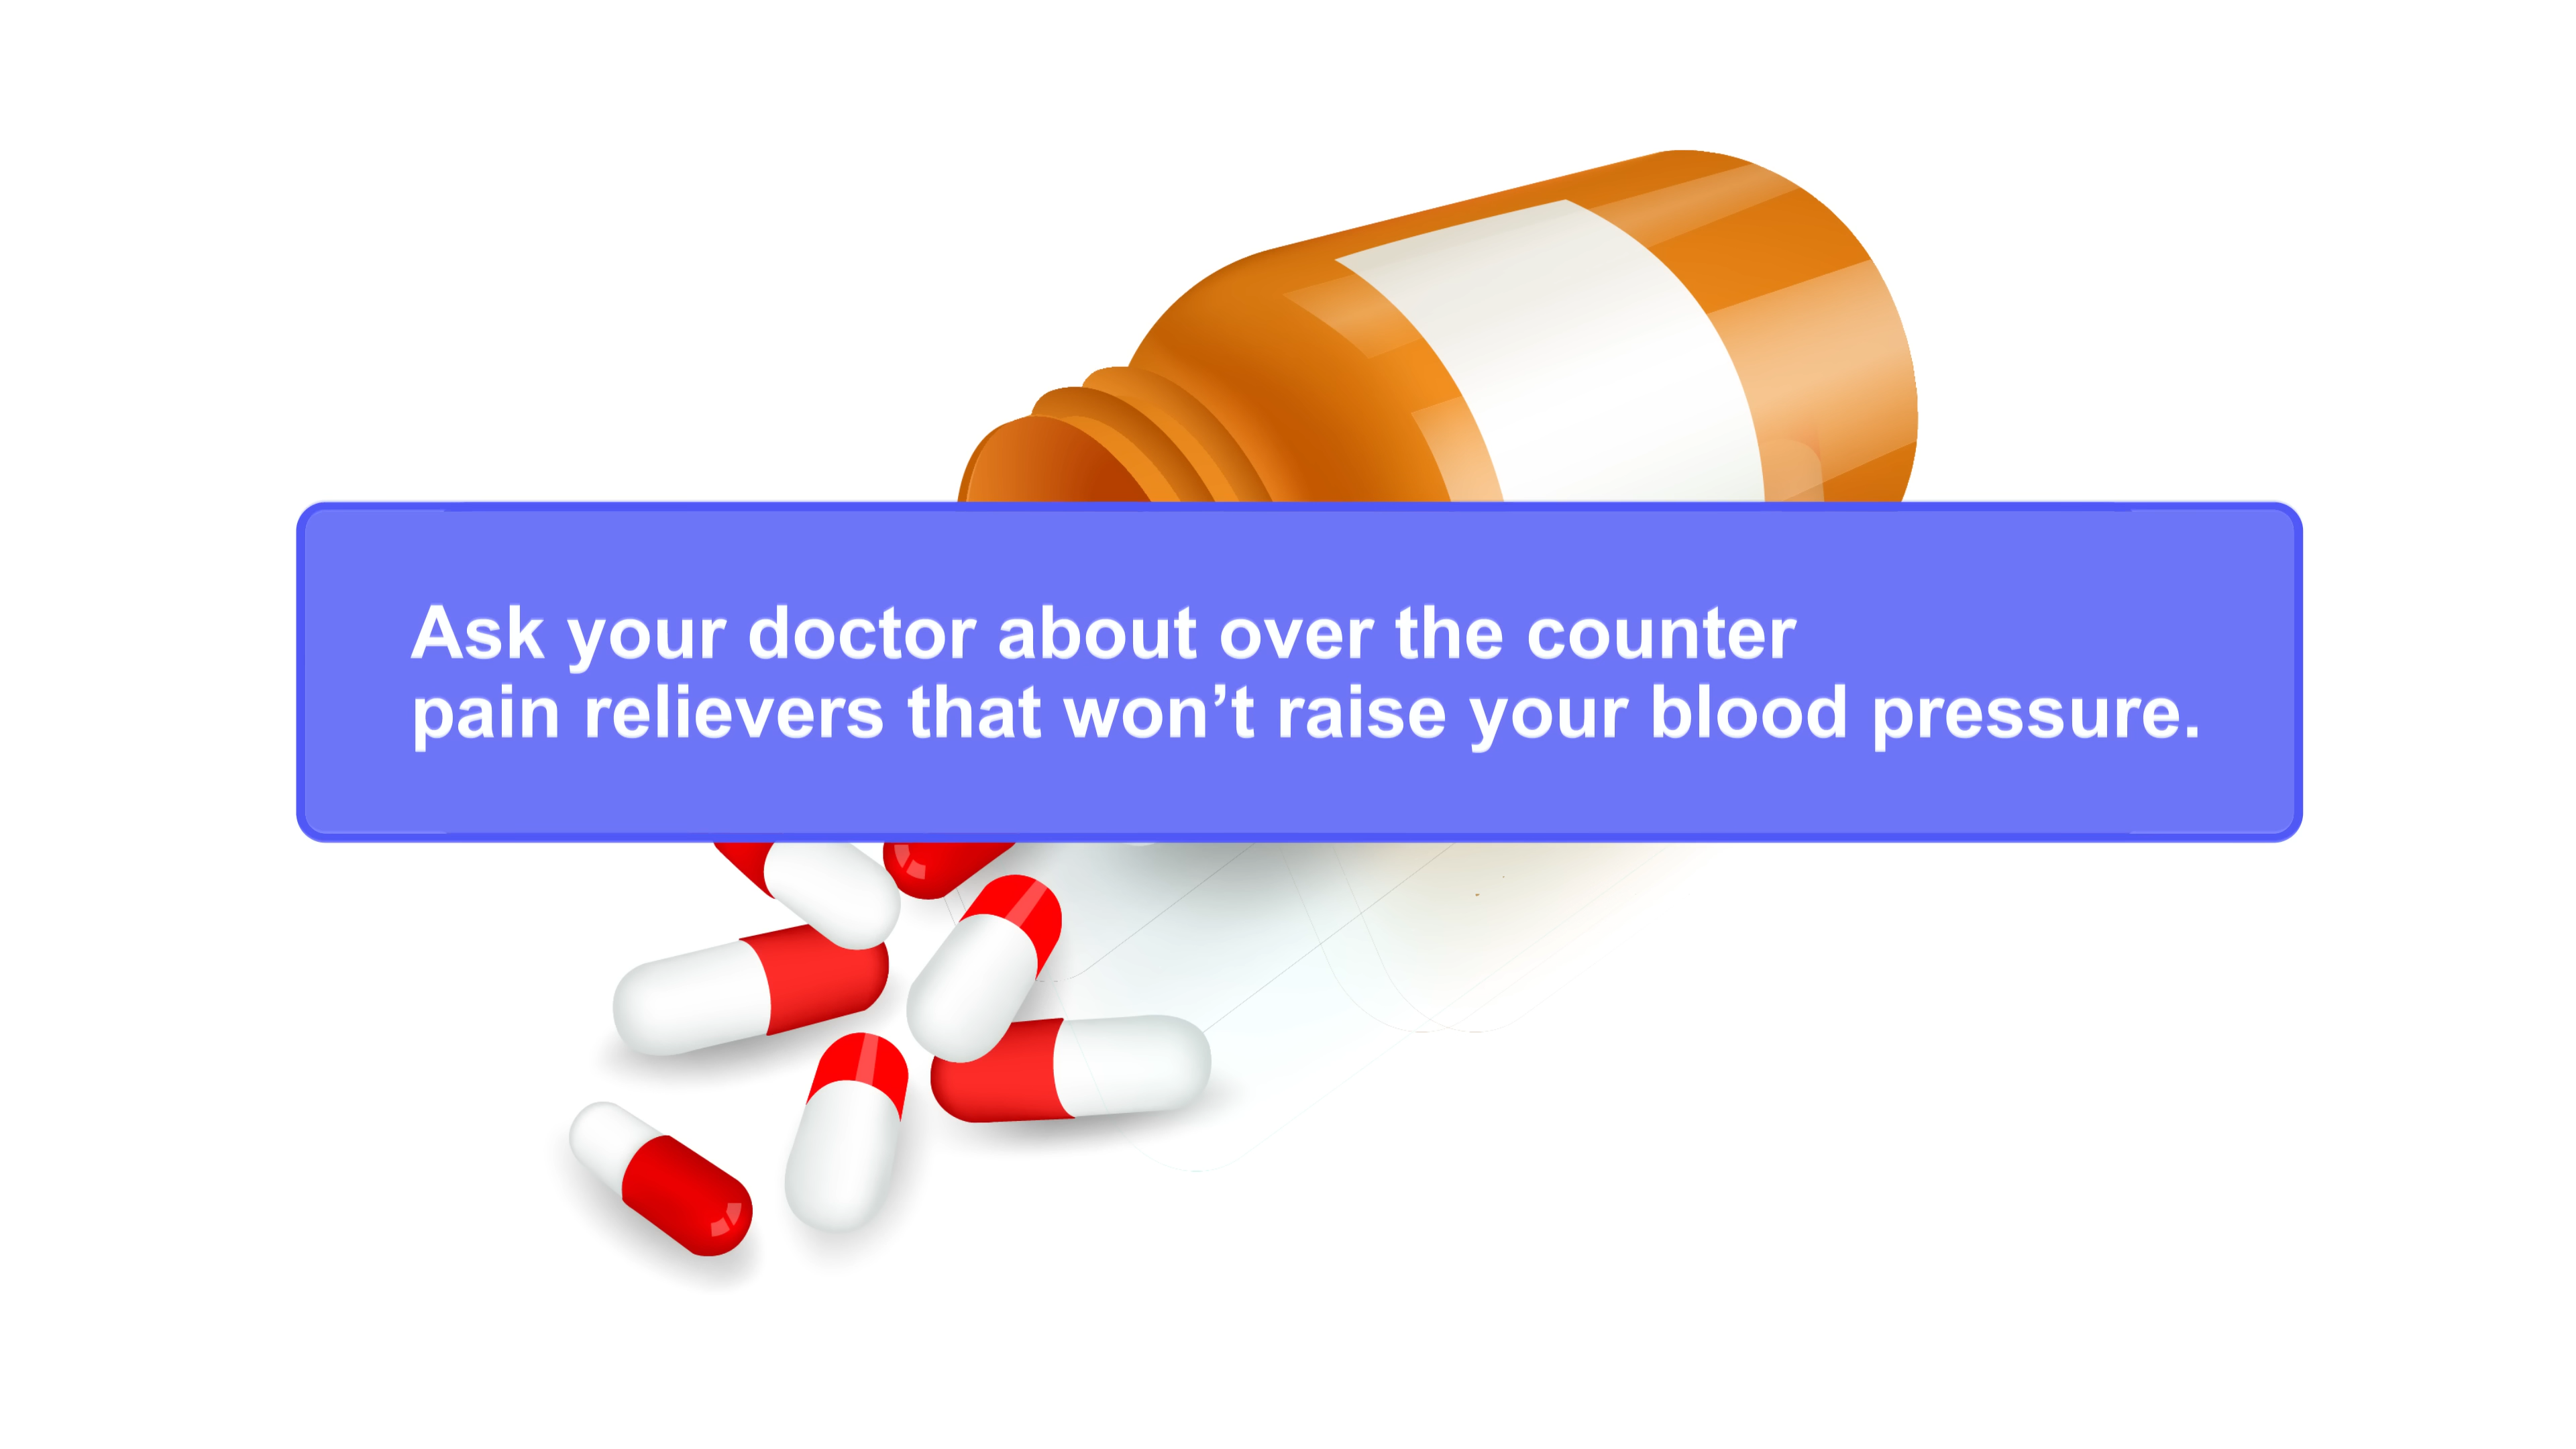 Ask your doctor about over the counter
pain relievers that won’t raise your blood pressure.